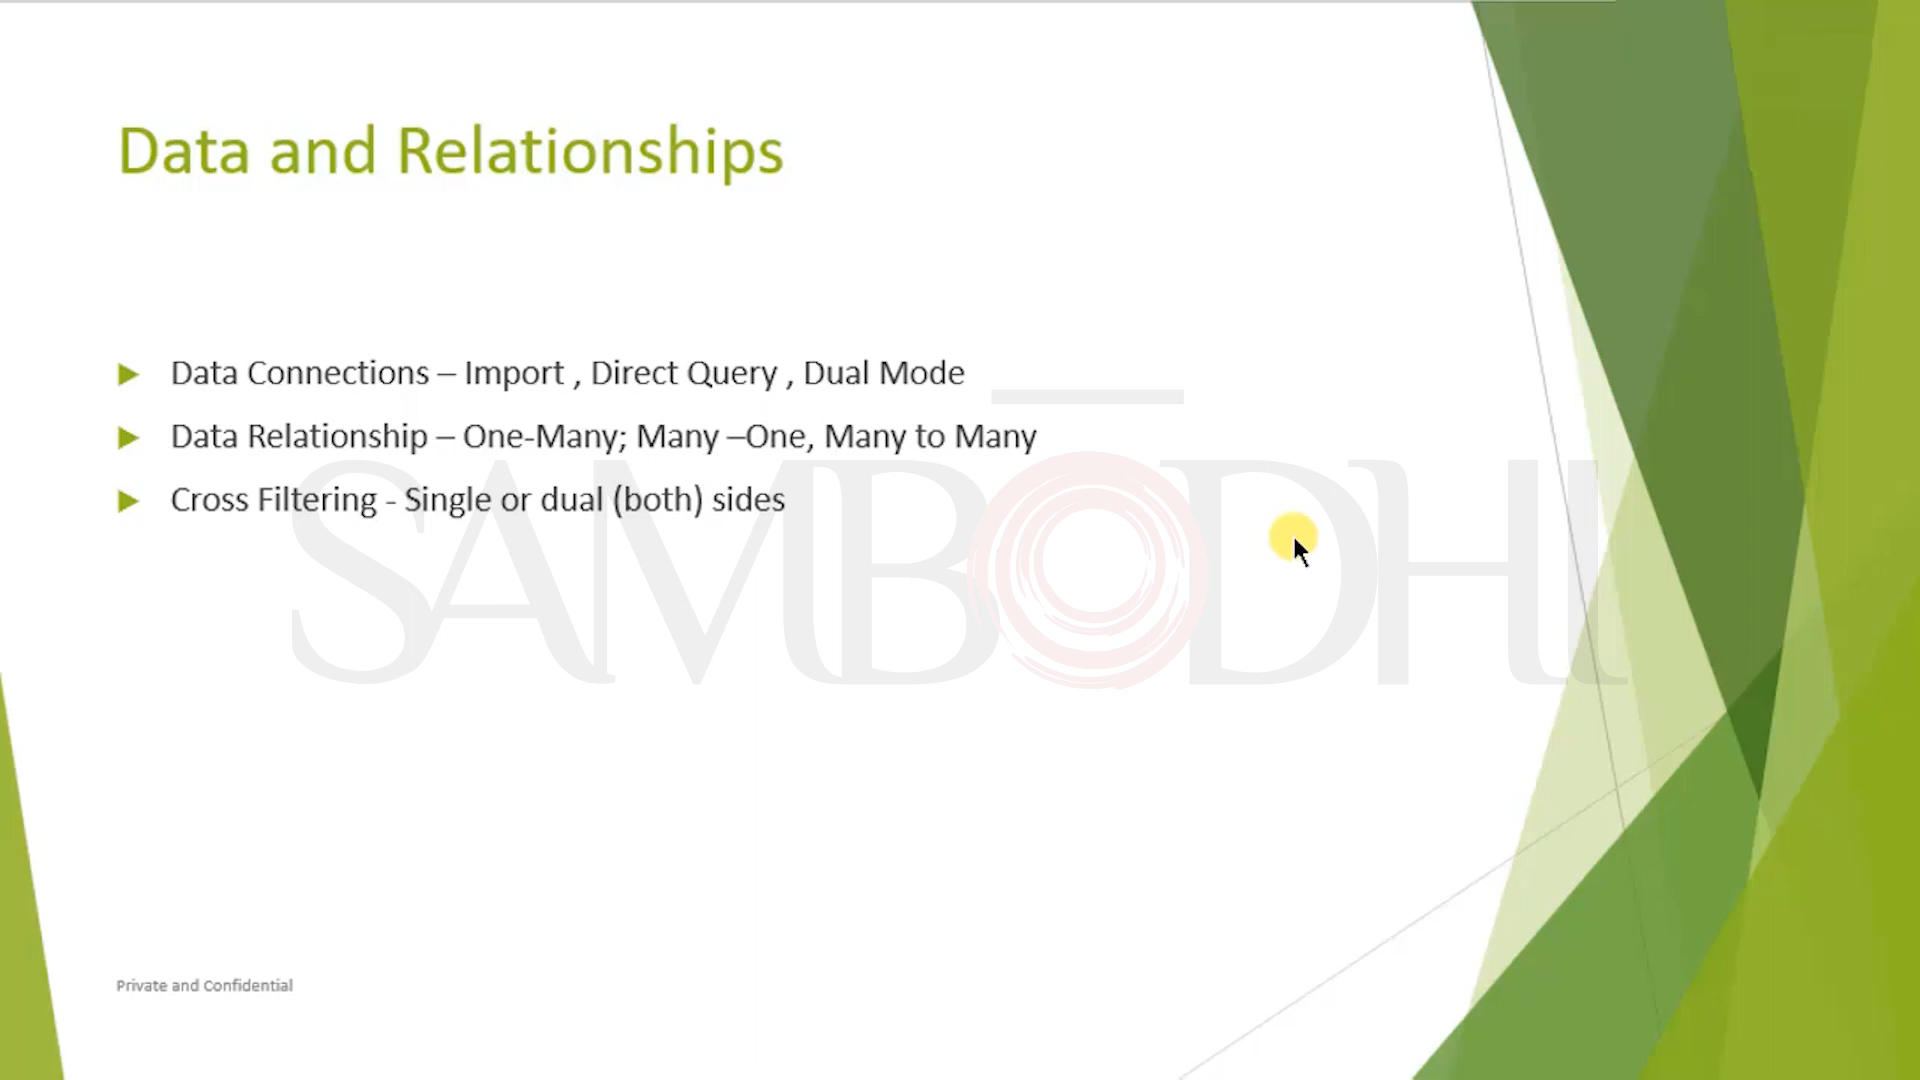 Data and Relationships
Data Connections – Import , Direct Query , Dual Mode
Data Relationship – One-Many; Many –One, Many to Many
Cross Filtering - Single or dual (both) sides
SAMBŌDHI
Private and Confidential